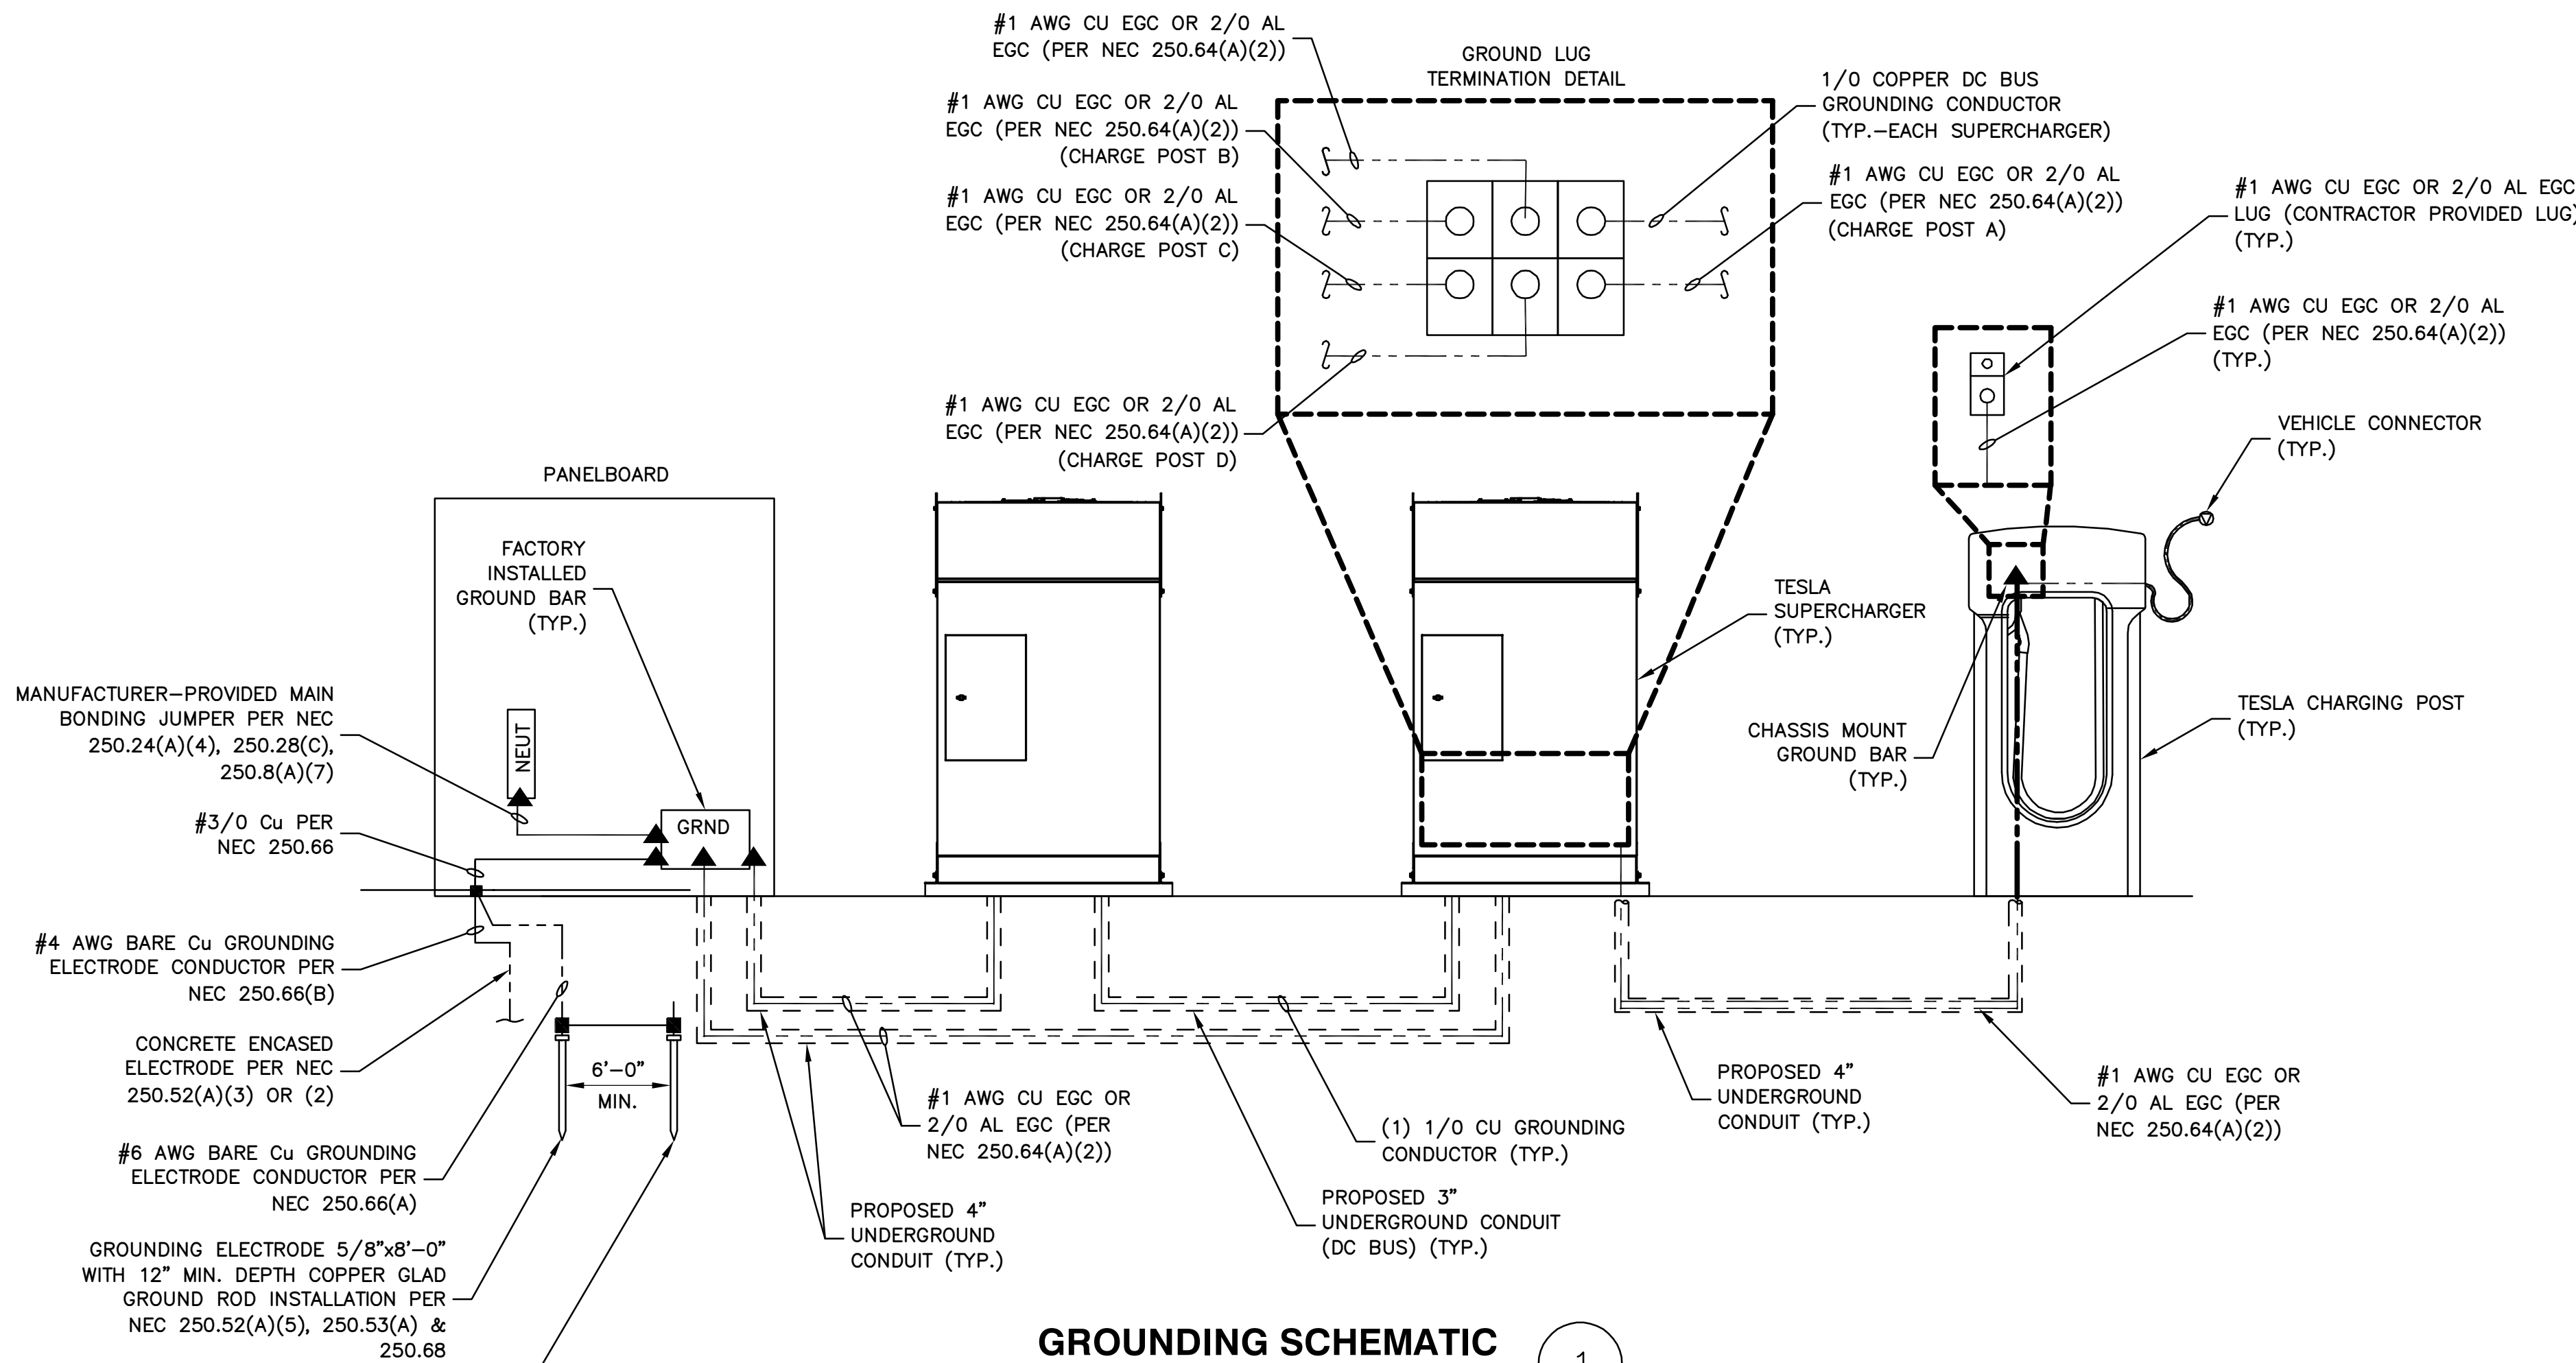 #1 AWG CU EGC OR 2/0 AL
EGC (PER NEC 250.64(A)(2))
GROUND LUG
TERMINATION DETAIL
#1 AWG CU EGC OR 2/0 AL
EGC (PER NEC 250.64(A)(2))
(CHARGE POST B)
#1 AWG CU EGC OR 2/0 AL
EGC (PER NEC 250.64(A)(2))
(CHARGE POST C)
#1 AWG CU EGC OR 2/0 AL
EGC (PER NEC 250.64(A)(2))
(CHARGE POST D)
1/0 COPPER DC BUS
GROUNDING CONDUCTOR
(TYP.–EACH SUPERCHARGER)
#1 AWG CU EGC OR 2/0 AL
EGC (PER NEC 250.64(A)(2))
(CHARGE POST A)
#1 AWG CU EGC OR 2/0 AL EGC
LUG (CONTRACTOR PROVIDED LUG)
(TYP.)
#1 AWG CU EGC OR 2/0 AL
EGC (PER NEC 250.64(A)(2))
(TYP.)
VEHICLE CONNECTOR
(TYP.)
PANELBOARD
FACTORY
INSTALLED
GROUND BAR
(TYP.)
NEUT
GRND
MANUFACTURER–PROVIDED MAIN
BONDING JUMPER PER NEC
250.24(A)(4), 250.28(C),
250.8(A)(7)
#3/0 Cu PER
NEC 250.66
#4 AWG BARE Cu GROUNDING
ELECTRODE CONDUCTOR PER
NEC 250.66(B)
CONCRETE ENCASED
ELECTRODE PER NEC
250.52(A)(3) OR (2)
#6 AWG BARE Cu GROUNDING
ELECTRODE CONDUCTOR PER
NEC 250.66(A)
GROUNDING ELECTRODE 5/8”x8’–0”
WITH 12” MIN. DEPTH COPPER GLAD
GROUND ROD INSTALLATION PER
NEC 250.52(A)(5), 250.53(A) &
250.68
6’–0”
MIN.
TESLA
SUPERCHARGER
(TYP.)
CHASSIS MOUNT
GROUND BAR
(TYP.)
TESLA CHARGING POST
(TYP.)
#1 AWG CU EGC OR
2/0 AL EGC (PER
NEC 250.64(A)(2))
PROPOSED 4”
UNDERGROUND
CONDUIT (TYP.)
(1) 1/0 CU GROUNDING
CONDUCTOR (TYP.)
PROPOSED 3”
UNDERGROUND CONDUIT
(DC BUS) (TYP.)
PROPOSED 4”
UNDERGROUND
CONDUIT (TYP.)
#1 AWG CU EGC OR
2/0 AL EGC (PER
NEC 250.64(A)(2))
GROUNDING SCHEMATIC
1